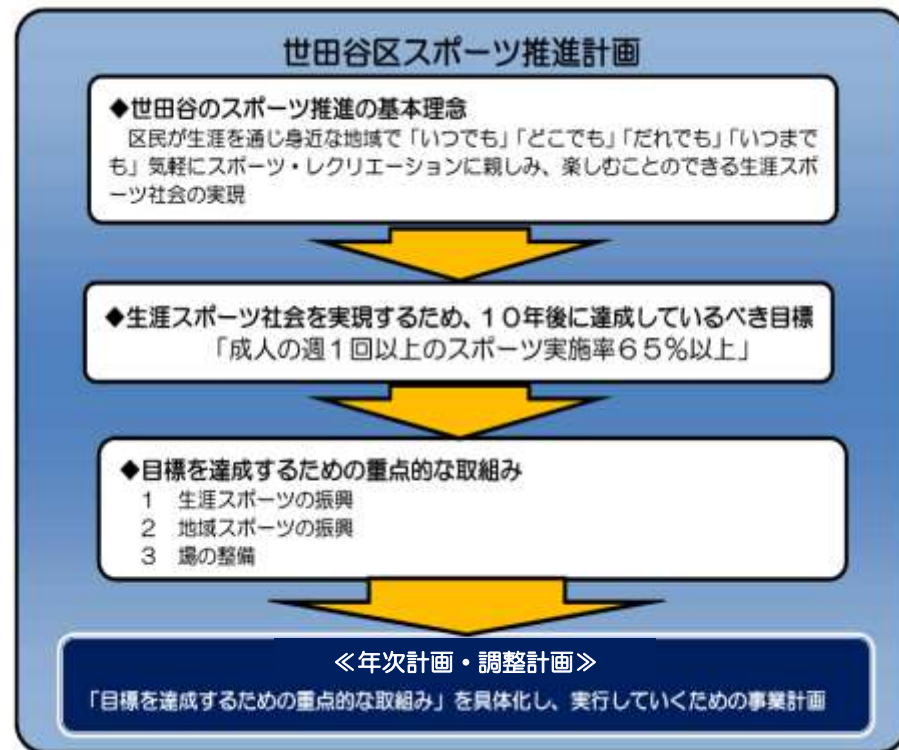 世田谷区スポーツ推進計画
◆世田谷のスポーツ推進の基本理念
区民が生涯を通じ身近な地域で「いつでも」「どこでも」「だれでも」「いつまで
も」気軽にスポーツ・レクリエーションに親しみ、楽しむことのできる生涯スポ
ーツ社会の実現
◆生涯スポーツ社会を実現するため、１０年後に達成しているべき目標
「成人の週１回以上のスポーツ実施率６５％以上」
◆目標を達成するための重点的な取組み
１　生涯スポーツの振興
２　地域スポーツの振興
３　場の整備
≪年次計画・調整計画≫
「目標を達成するための重点的な取組み」を具体化し、実行していくための事業計画